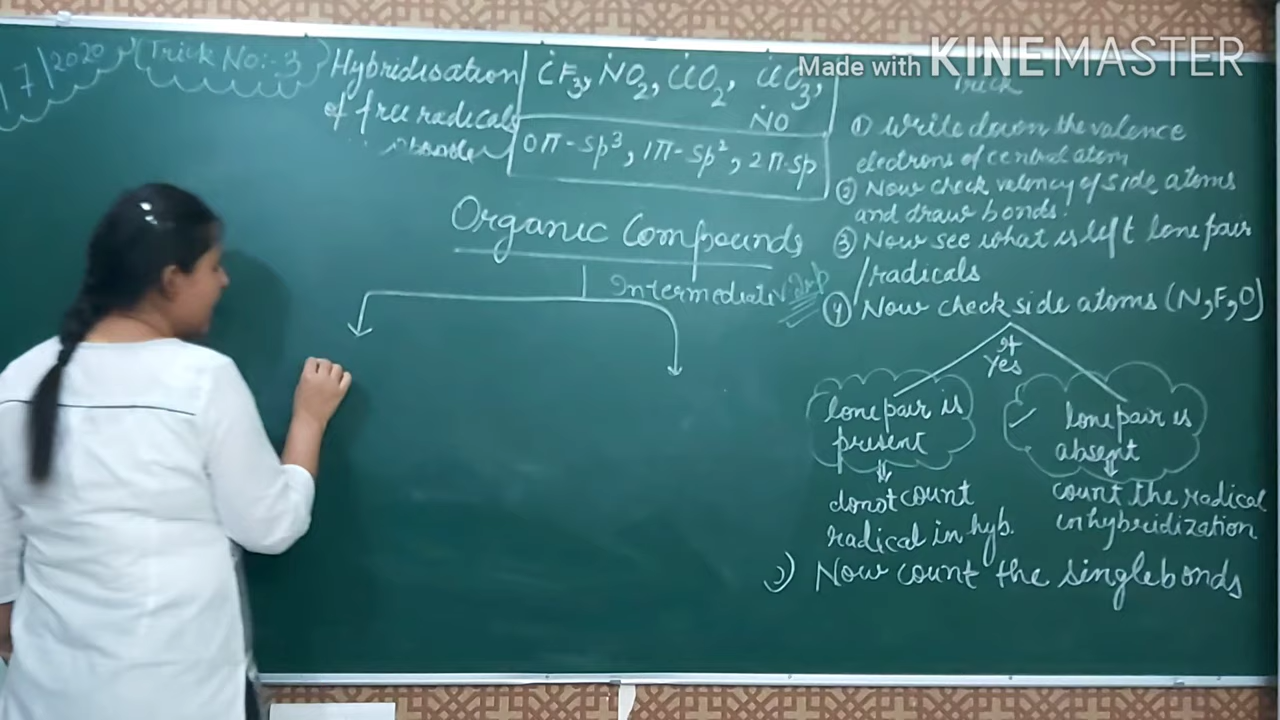 7/2020
(Trick No:-3)
Hybridisation
of free radicals
ĊF3, ṄO2, ĊlO2, ĊlO3,
ṄO
0π-sp3, 1π-sp2, 2π-sp
Organic Compounds
Intermediate
Made with KINEMASTER
Trick
① Write down the valence
electrons of central atom
② Now check valency of side atoms
and draw bonds.
③ Now see what is left lone pair
/radicals
④ Now check side atoms (N,F,O)
Yes
lone pair is
present
donot count
radical in hyb.
lone pair is
absent
count the radical
in hybridization
Now count the single bonds